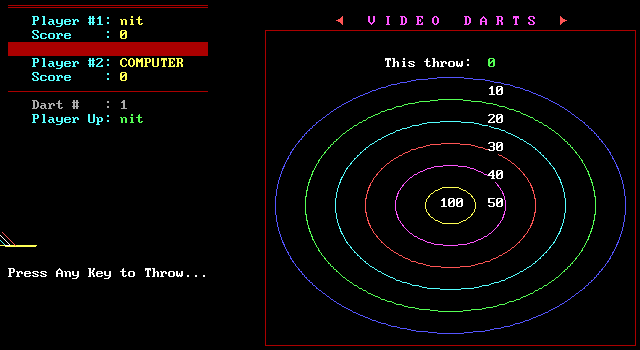 Player #1: nit
Score   : 0
Player #2: COMPUTER
Score   : 0
Dart #   : 1
Player Up: nit
Press Any Key to Throw...
VIDEO DARTS
This throw: 0
10
20
30
40
100 50